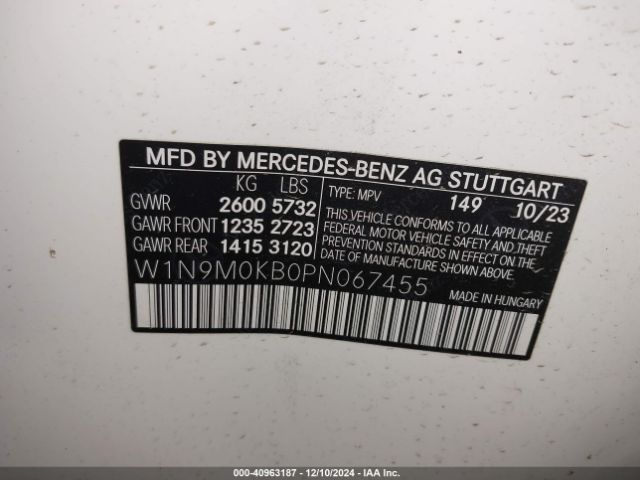 MFD BY MERCEDES-BENZ AG STUTTGART
KG LBS
GVWR 2600 5732
GAWR FRONT 1235 2723
GAWR REAR 1415 3120
TYPE: MPV 149 10/23
THIS VEHICLE CONFORMS TO ALL APPLICABLE
FEDERAL MOTOR VEHICLE SAFETY AND THEFT
PREVENTION STANDARDS IN EFFECT ON THE
DATE OF MANUFACTURE SHOWN ABOVE.
W1N9M0KB0PN067455
MADE IN HUNGARY
000-40963187 - 12/10/2024 - IAA Inc.